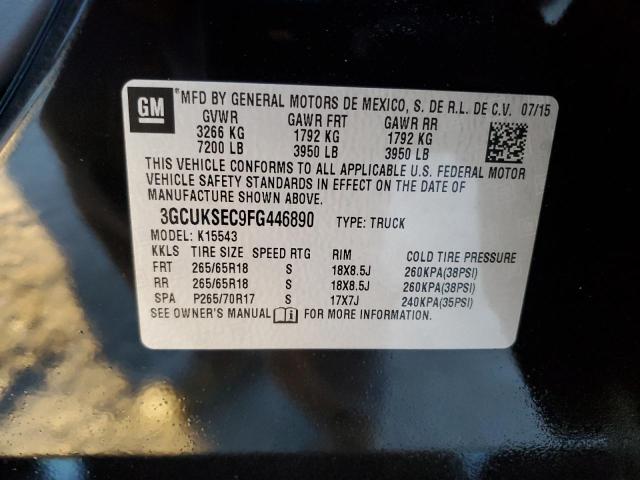 GM
*MFD BY GENERAL MOTORS DE MEXICO, S. DE R.L. DE C.V. 07/15
GVWR GAWR FRT GAWR RR
3266 KG 1792 KG 1792 KG
7200 LB 3950 LB 3950 LB
THIS VEHICLE CONFORMS TO ALL APPLICABLE U.S. FEDERAL MOTOR
VEHICLE SAFETY STANDARDS IN EFFECT ON THE DATE OF
MANUFACTURE SHOWN ABOVE.
3GCUKSEC9FG446890 TYPE: TRUCK
MODEL: K15543
KKLS TIRE SIZE SPEED RTG RIM COLD TIRE PRESSURE
FRT 265/65R18 S 18X8.5J 260KPA(38PSI)
RR 265/65R18 S 18X8.5J 260KPA(38PSI)
SPA P265/70R17 S 17X7J 240KPA(35PSI)
SEE OWNER'S MANUAL FOR MORE INFORMATION.